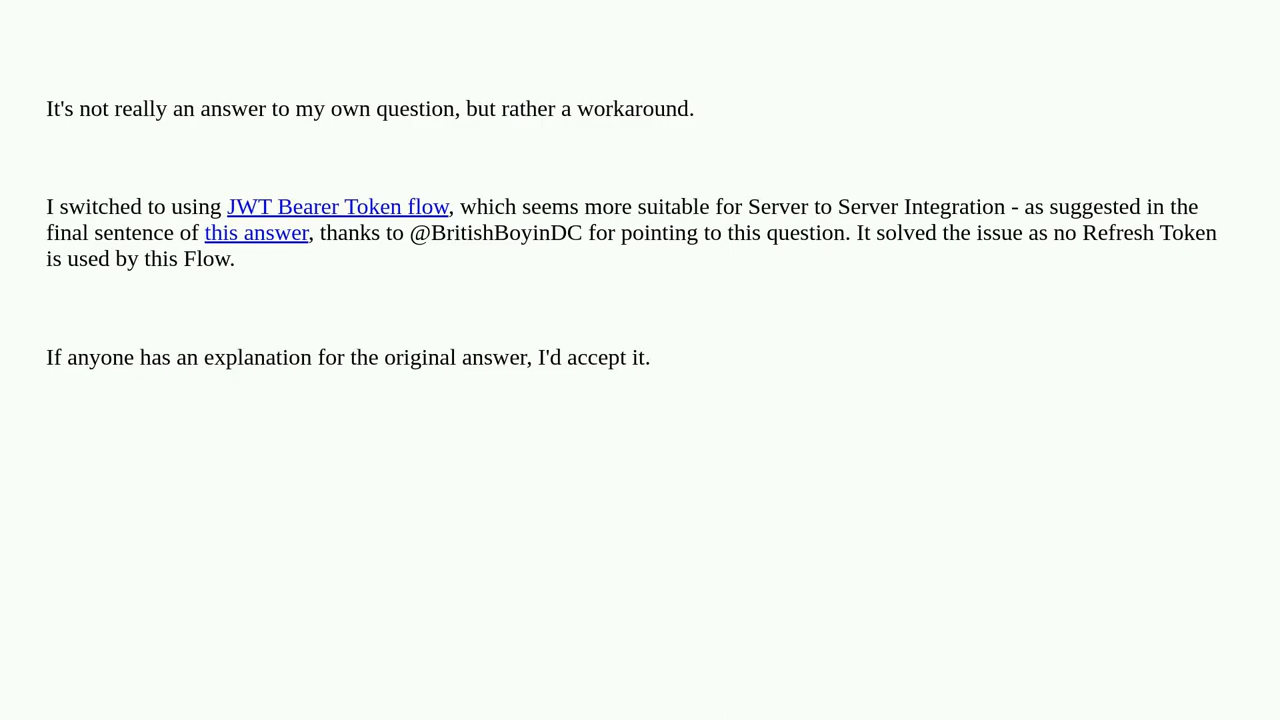 It's not really an answer to my own question, but rather a workaround.
I switched to using JWT Bearer Token flow, which seems more suitable for Server to Server Integration - as suggested in the
final sentence of this answer, thanks to @BritishBoyinDC for pointing to this question. It solved the issue as no Refresh Token
is used by this Flow.
If anyone has an explanation for the original answer, I'd accept it.